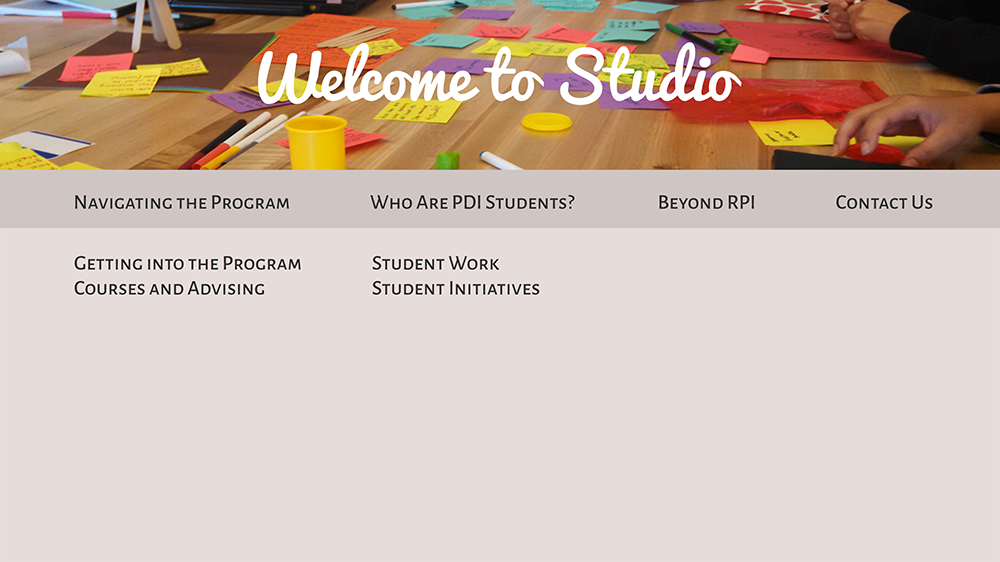 Welcome to Studio
Navigating the Program
Who Are PDI Students?
Beyond RPI
Contact Us
Getting into the Program
Courses and Advising
Student Work
Student Initiatives